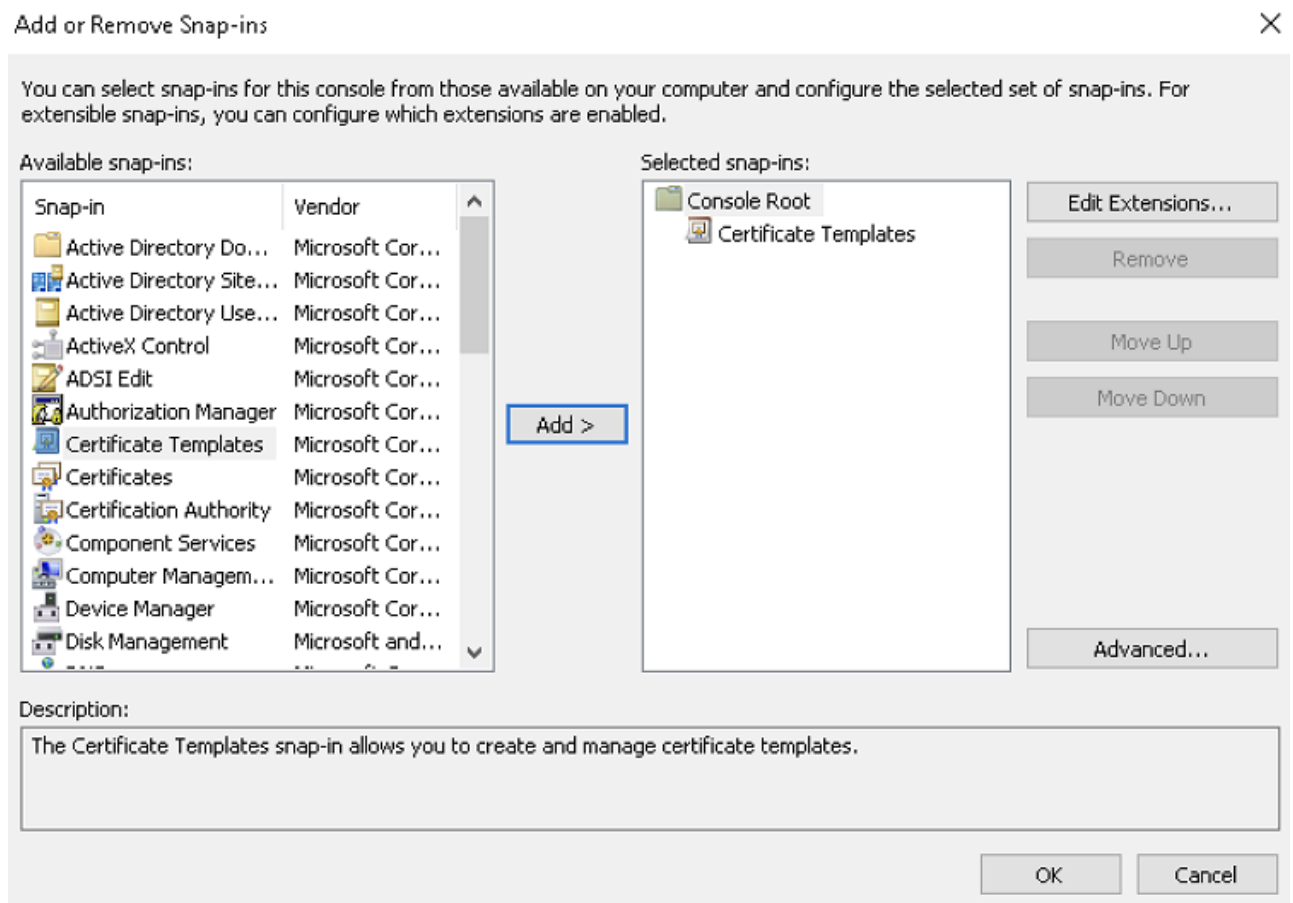 Add or Remove Snap-ins
You can select snap-ins for this console from those available on your computer and configure the selected set of snap-ins. For
extensible snap-ins, you can configure which extensions are enabled.
Available snap-ins:
Snap-in Vendor
Active Directory Do... Microsoft Cor...
Active Directory Site... Microsoft Cor...
Active Directory Use... Microsoft Cor...
ActiveX Control Microsoft Cor...
ADSI Edit Microsoft Cor...
Authorization Manager Microsoft Cor...
Certificate Templates Microsoft Cor...
Certificates Microsoft Cor...
Certification Authority Microsoft Cor...
Component Services Microsoft Cor...
Computer Managem... Microsoft Cor...
Device Manager Microsoft Cor...
Disk Management Microsoft and...
Add >
Selected snap-ins:
Console Root
Certificate Templates
Edit Extensions...
Remove
Move Up
Move Down
Advanced...
Description:
The Certificate Templates snap-in allows you to create and manage certificate templates.
OK
Cancel